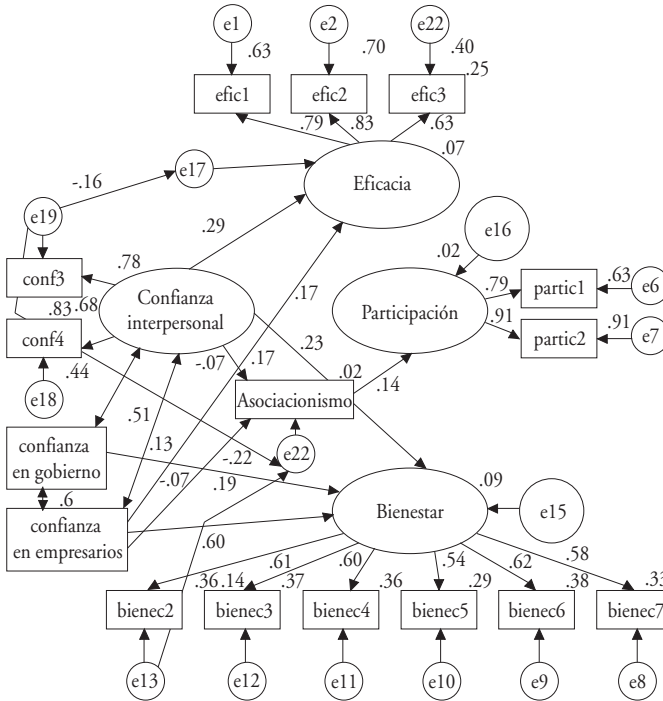 e1
e2
e22
.63
.70
.40
.25
efic1
efic2
efic3
.79
.83
.63
.07
-.16
e17
Eficacia
e19
.29
e16
.02
conf3
.78
.17
.79
partic1
.63
e6
.83
.68
Confianza
interpersonal
Participación
conf4
.23
.91
partic2
.91
e7
-.07
.17
.02
.14
.44
e18
Asociacionismo
.51
confianza
en gobierno
.13
-.22
e22
-.07
.19
.09
.6
confianza
en empresarios
Bienestar
e15
.60
.61
.60
.54
.62
.58
.36
.14
.37
.36
.29
.38
.33
bienec2
bienec3
bienec4
bienec5
bienec6
bienec7
e13
e12
e11
e10
e9
e8